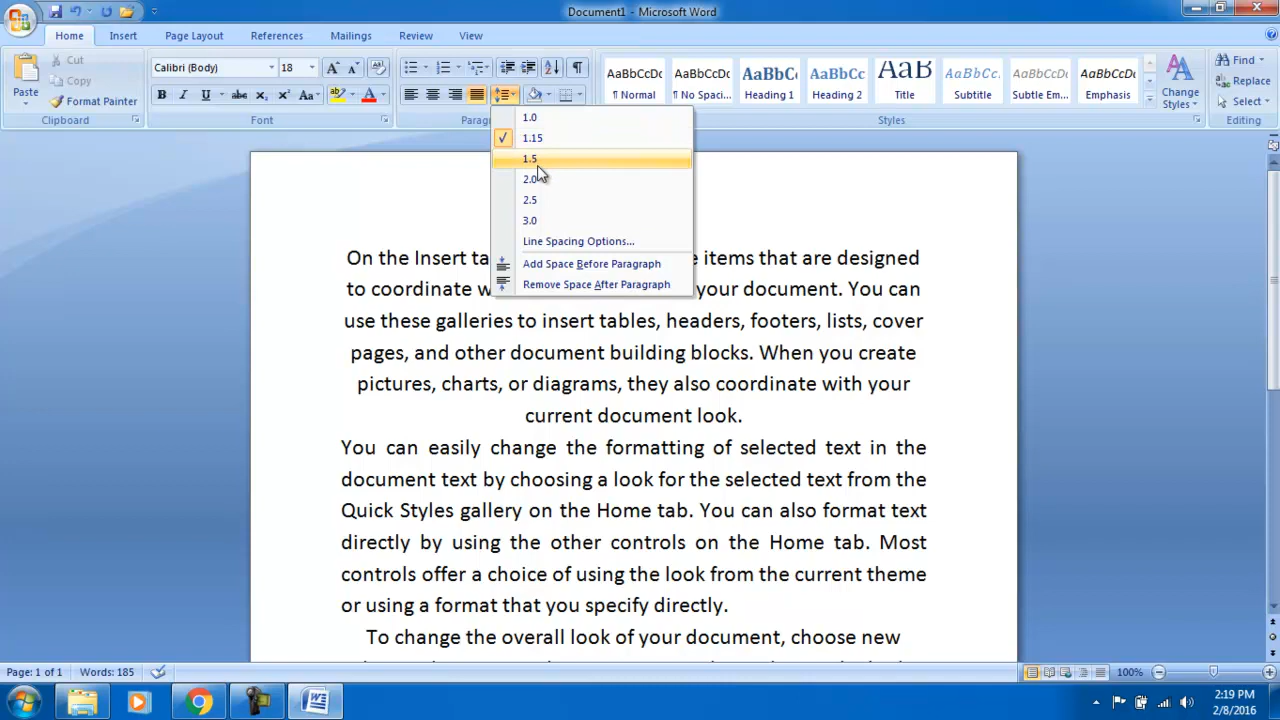 Document1 - Microsoft Word
Home Insert Page Layout References Mailings Review View
Paste
Cut
Copy
Format Painter
Clipboard
Calibri (Body) 18
B I U abc x₂ x² Aa
Font
Paragr
AaBbCcDc AaBbCcDc AaBbCc AaBbCc AaB AaBbCc. AaBbCcDc AaBbCcDc
¶ Normal ¶ No Spaci... Heading 1 Heading 2 Title Subtitle Subtle Em... Emphasis
Change
Styles
Styles
Find
Replace
Select
Editing
1.0
1.15
1.5
2.0
2.5
3.0
Line Spacing Options...
Add Space Before Paragraph
Remove Space After Paragraph
On the Insert ta e items that are designed
to coordinate w your document. You can
use these galleries to insert tables, headers, footers, lists, cover
pages, and other document building blocks. When you create
pictures, charts, or diagrams, they also coordinate with your
current document look.
You can easily change the formatting of selected text in the
document text by choosing a look for the selected text from the
Quick Styles gallery on the Home tab. You can also format text
directly by using the other controls on the Home tab. Most
controls offer a choice of using the look from the current theme
or using a format that you specify directly.
To change the overall look of your document, choose new
Page: 1 of 1 Words: 185 100%
2:19 PM
2/8/2016